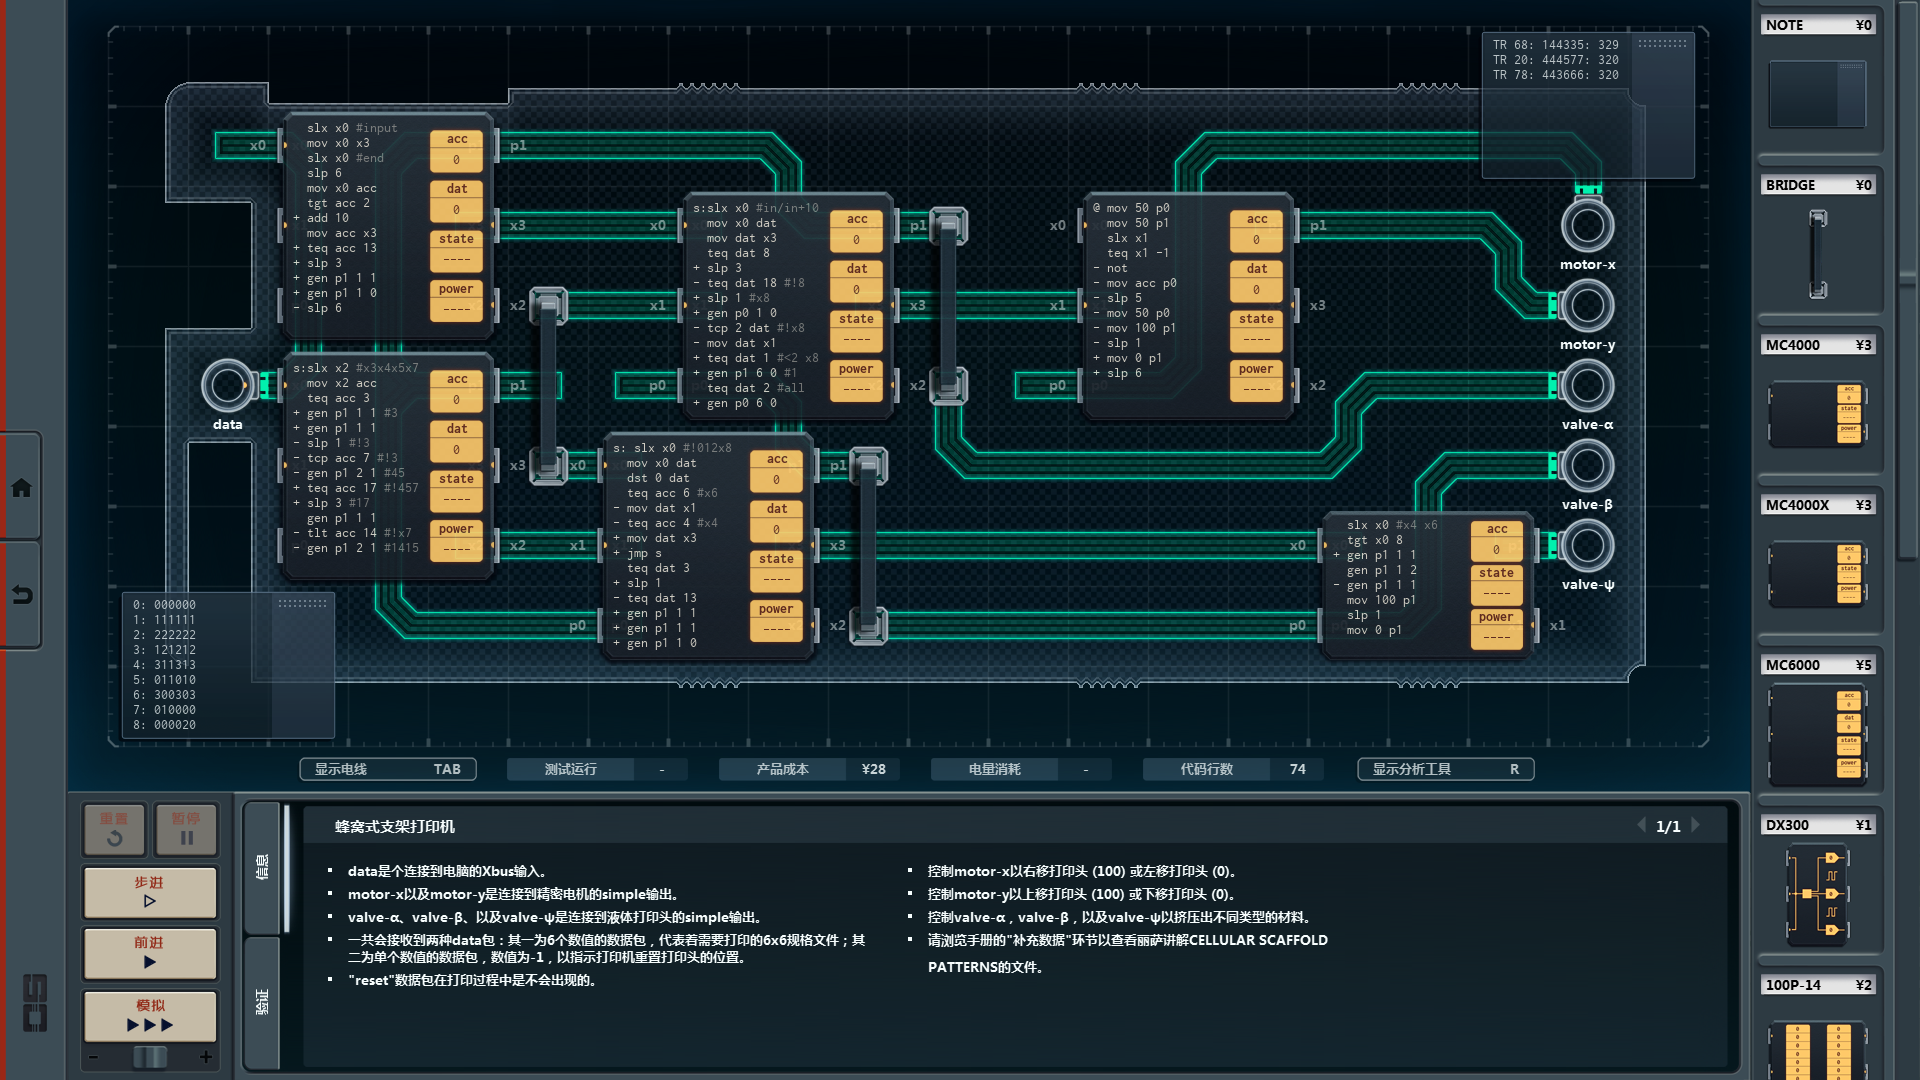 TR 68: 144335: 329
TR 20: 444577: 320
TR 78: 443666: 320
x0
slx x0 #input
mov x0 x3
slx x0 #end
slp 6
mov x0 acc
tgt acc 2
+ add 10
mov acc x3
+ teq acc 13
+ slp 3
+ gen p1 1 1
+ gen p1 1 0
- slp 6
acc
0
dat
0
state
----
power
----
p1
x3
x2
s:slx x2 #x3x4x5x7
mov x2 acc
teq acc 3
+ gen p1 1 1 #3
+ gen p1 1 1
- slp 1 #!3
- tcp acc 7 #!3
- gen p1 2 1 #45
+ teq acc 17 #!457
+ slp 3 #17
gen p1 1 1
- tlt acc 14 #!x7
- gen p1 2 1 #1415
acc
0
dat
0
state
----
power
----
p1
x3
x2
data
x0
x1
p0
s:slx x0 #in/in+10
mov x0 dat
mov dat x3
teq dat 8
+ slp 3
- teq dat 18 #!8
+ slp 1 #x8
+ gen p0 1 0
- tcp 2 dat #!x8
- mov dat x1
+ teq dat 1 #<2 x8
+ gen p1 6 0 #1
teq dat 2 #all
+ gen p0 6 0
acc
0
dat
0
state
----
power
----
p1
x3
x2
x0
x1
p0
s: slx x0 #!012x8
mov x0 dat
dst 0 dat
teq acc 6 #x6
- mov dat x1
- teq acc 4 #x4
+ mov dat x3
+ jmp s
teq dat 3
+ slp 1
- teq dat 13
+ gen p1 1 1
+ gen p1 1 1
+ gen p1 1 0
acc
0
dat
0
state
----
power
----
p1
x3
x2
x0
x1
p0
@ mov 50 p0
mov 50 p1
slx x1
teq x1 -1
- not
- mov acc p0
- slp 5
- mov 50 p0
- mov 100 p1
- slp 1
+ mov 0 p1
+ slp 6
acc
0
dat
0
state
----
power
----
p1
x3
x2
x0
p0
slx x0 #x4 x6
tgt x0 8
+ gen p1 1 1
gen p1 1 2
- gen p1 1 1
mov 100 p1
slp 1
mov 0 p1
acc
0
state
----
power
----
x1
motor-x
motor-y
valve-α
valve-β
valve-ψ
0: 000000
1: 111111
2: 222222
3: 121212
4: 311313
5: 011010
6: 300303
7: 010000
8: 000020
显示电线 TAB
测试运行 -
产品成本 ¥28
电量消耗 -
代码行数 74
显示分析工具 R
重置
暂停
步进
前进
模拟
- +
信息
验证
蜂窝式支架打印机
1/1
▪ data是个连接到电脑的Xbus输入。
▪ motor-x以及motor-y是连接到精密电机的simple输出。
▪ valve-α、valve-β、以及valve-ψ是连接到液体打印头的simple输出。
▪ 一共会接收到两种data包：其一为6个数值的数据包，代表着需要打印的6x6规格文件；其
二为单个数值的数据包，数值为-1，以指示打印机重置打印头的位置。
▪ "reset"数据包在打印过程中是不会出现的。
▪ 控制motor-x以右移打印头 (100) 或左移打印头 (0)。
▪ 控制motor-y以上移打印头 (100) 或下移打印头 (0)。
▪ 控制valve-α，valve-β，以及valve-ψ以挤压出不同类型的材料。
▪ 请浏览手册的"补充数据"环节以查看丽萨讲解CELLULAR SCAFFOLD
PATTERNS的文件。
NOTE ¥0
BRIDGE ¥0
MC4000 ¥3
acc
state
power
MC4000X ¥3
acc
state
power
MC6000 ¥5
acc
dat
state
power
DX300 ¥1
100P-14 ¥2